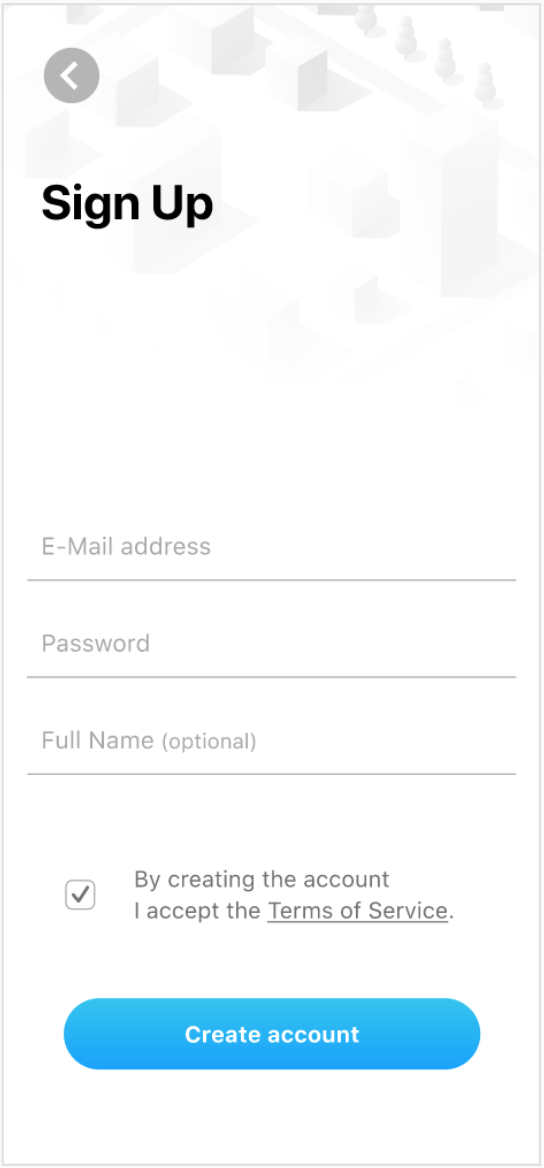 Sign Up
E-Mail address
Password
Full Name (optional)
By creating the account
I accept the Terms of Service.
Create account